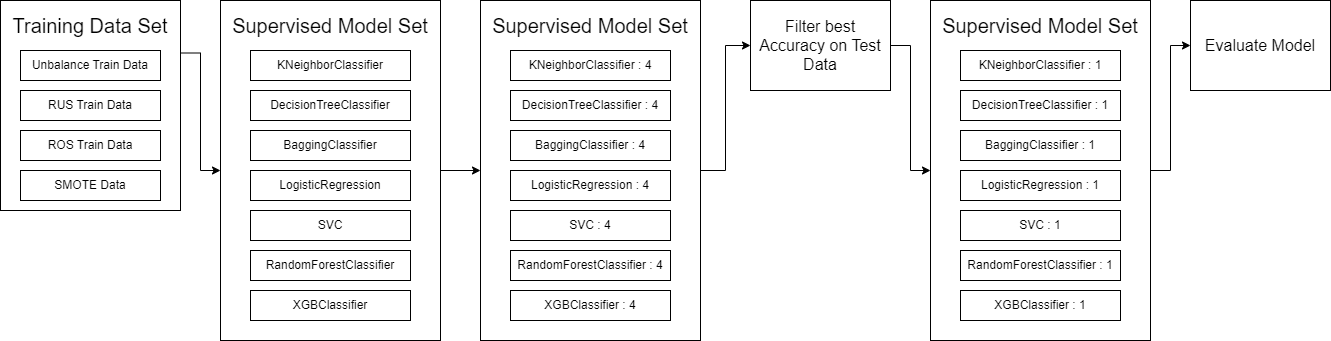 Training Data Set
Unbalance Train Data
RUS Train Data
ROS Train Data
SMOTE Data
Supervised Model Set
KNeighborClassifier
DecisionTreeClassifier
BaggingClassifier
LogisticRegression
SVC
RandomForestClassifier
XGBClassifier
Supervised Model Set
KNeighborClassifier : 4
DecisionTreeClassifier : 4
BaggingClassifier : 4
LogisticRegression : 4
SVC : 4
RandomForestClassifier : 4
XGBClassifier : 4
Filter best
Accuracy on Test
Data
Supervised Model Set
KNeighborClassifier : 1
DecisionTreeClassifier : 1
BaggingClassifier : 1
LogisticRegression : 1
SVC : 1
RandomForestClassifier : 1
XGBClassifier : 1
Evaluate Model